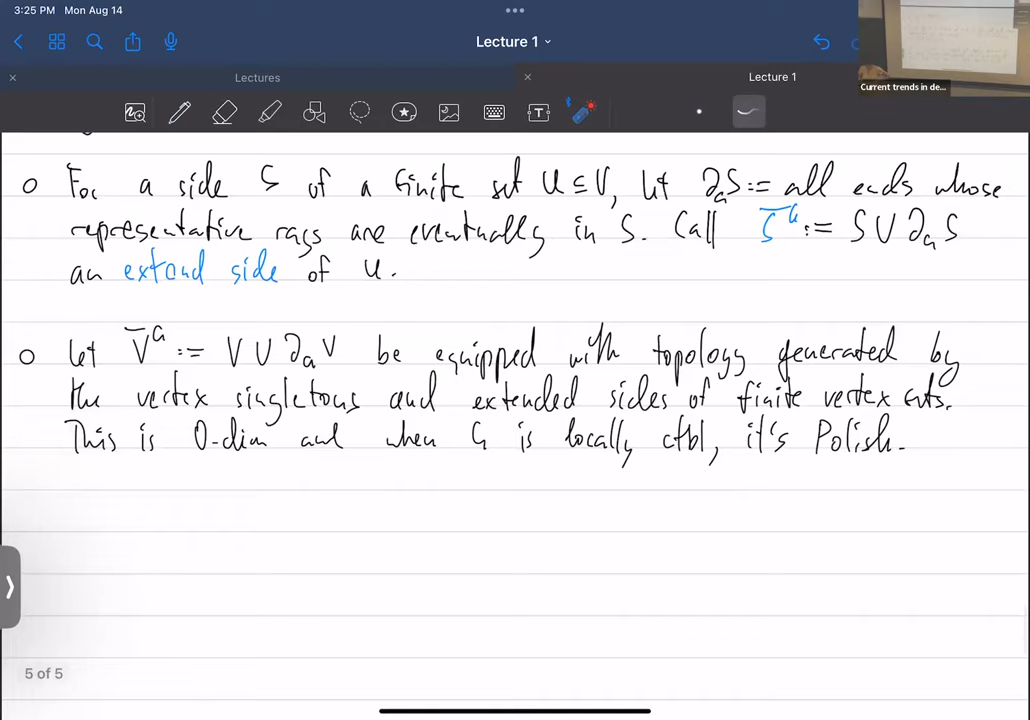 3:25 PM Mon Aug 14
Lecture 1
Lectures
Lecture 1
Current trends in de...
T
For a side S of a finite set U ⊆ V, let ∂_G S := all ends whose
representative rays are eventually in S. Call S̄^G := S ∪ ∂_G S
an extend side of U.
Let V̄^G := V ∪ ∂_G V be equipped with topology generated by
the vertex singletons and extended sides of finite vertex cuts.
This is 0-dim and when G is locally ctbl, it's Polish.
5 of 5